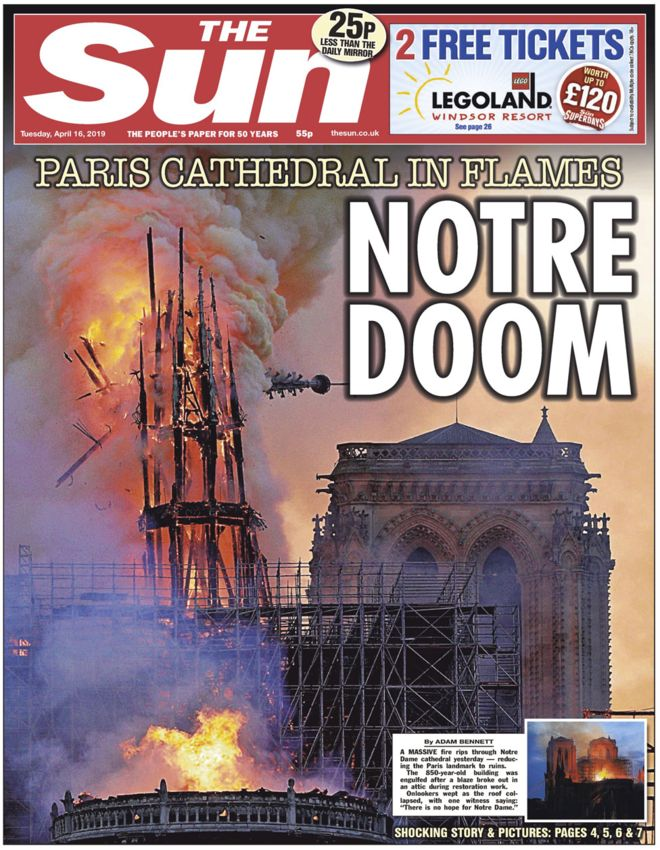 THE
Sun
25p
LESS THAN THE
DAILY MIRROR
Tuesday, April 16, 2019
THE PEOPLE'S PAPER FOR 50 YEARS
55p
thesun.co.uk
2 FREE TICKETS
LEGO
LEGOLAND
WINDSOR RESORT
See page 26
WORTH
UP TO
£120
Sun
SUPERDAYS
PARIS CATHEDRAL IN FLAMES
NOTRE
DOOM
By ADAM BENNETT
A MASSIVE fire rips through Notre
Dame cathedral yesterday — reduc-
ing the Paris landmark to ruins.
The 850-year-old building was
engulfed after a blaze broke out in
an attic during restoration work.
Onlookers wept as the roof col-
lapsed, with one witness saying:
"There is no hope for Notre Dame."
SHOCKING STORY & PICTURES: PAGES 4, 5, 6 & 7